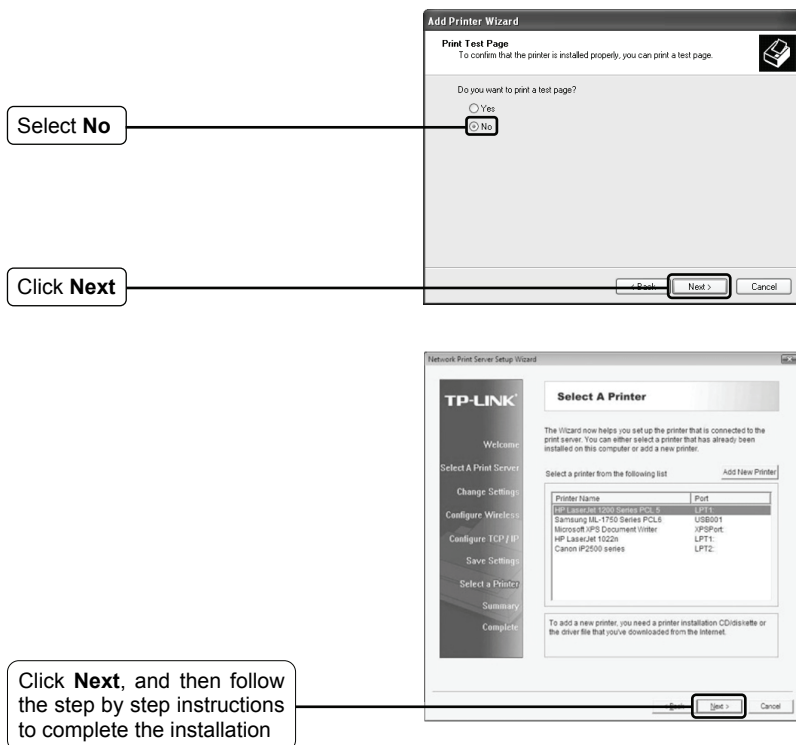 Add Printer Wizard
Print Test Page
To confirm that the printer is installed properly, you can print a test page.
Do you want to print a test page?
Yes
No
Select No
Click Next
< Back
Next >
Cancel
Network Print Server Setup Wizard
TP-LINK
Select A Printer
The Wizard now helps you set up the printer that is connected to the
print server. You can either select a printer that has already been
installed on this computer or add a new printer.
Welcome
Select A Print Server
Change Settings
Configure Wireless
Configure TCP / IP
Save Settings
Select a Printer
Summary
Complete
Select a printer from the following list
Add New Printer
Printer Name Port
HP LaserJet 1200 Series PCL 5 LPT1:
Samsung ML-1750 Series PCL6 USB001
Microsoft XPS Document Writer XPSPort:
HP LaserJet 1022n LPT1:
Canon iP2500 series LPT2:
To add a new printer, you need a printer installation CD/diskette or
the driver file that you've downloaded from the Internet.
Click Next, and then follow
the step by step instructions
to complete the installation
< Back
Next >
Cancel